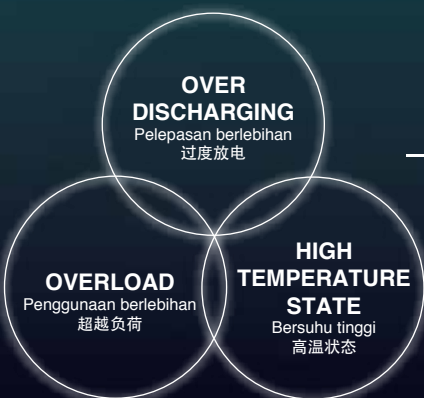 OVER
DISCHARGING
Pelepasan berlebihan
过度放电
OVERLOAD
Penggunaan berlebihan
超越负荷
HIGH
TEMPERATURE
STATE
Bersuhu tinggi
高温状态